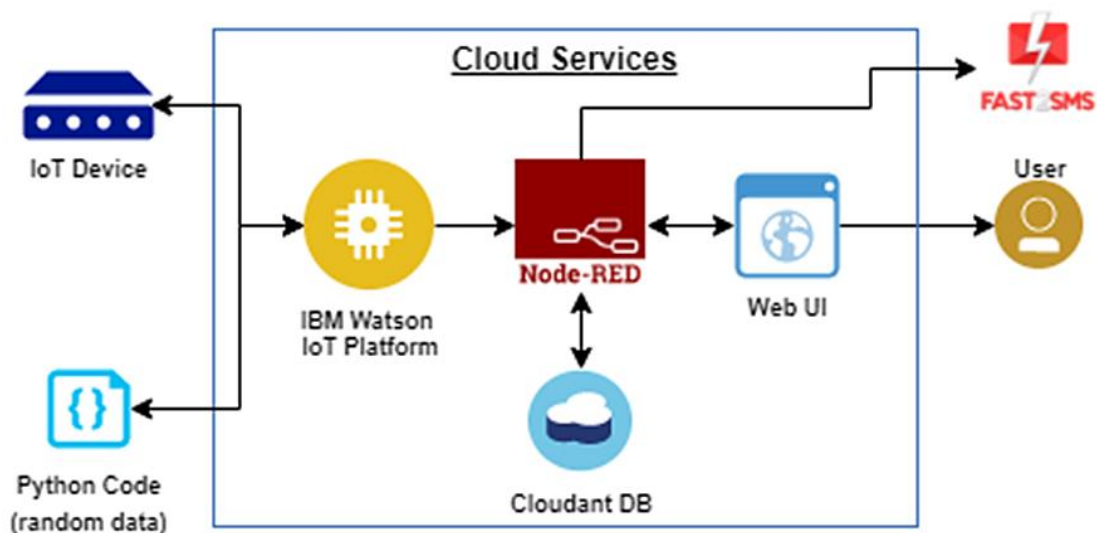 Cloud Services
FAST2SMS
IoT Device
User
Node-RED
Web UI
IBM Watson
IoT Platform
Python Code
(random data)
Cloudant DB